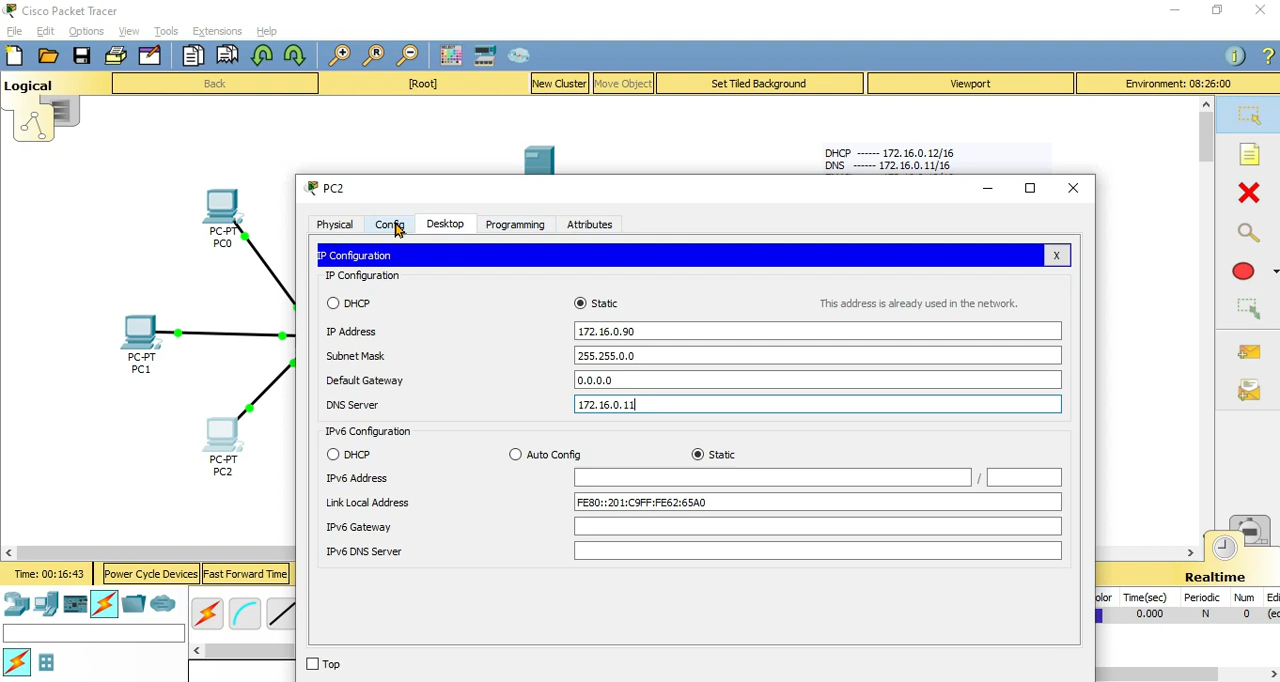 Cisco Packet Tracer
File Edit Options View Tools Extensions Help
Logical Back [Root] New Cluster Move Object Set Tiled Background Viewport Environment: 08:26:00
DHCP ------ 172.16.0.12/16
DNS ------ 172.16.0.11/16
PC2
PC-PT
PC0
Physical Config Desktop Programming Attributes
IP Configuration X
IP Configuration
DHCP Static This address is already used in the network.
IP Address 172.16.0.90
Subnet Mask 255.255.0.0
PC-PT
PC1
Default Gateway 0.0.0.0
DNS Server 172.16.0.11
IPv6 Configuration
DHCP Auto Config Static
PC-PT
PC2
IPv6 Address /
Link Local Address FE80::201:C9FF:FE62:65A0
IPv6 Gateway
IPv6 DNS Server
Time: 00:16:43 Power Cycle Devices Fast Forward Time Realtime
olor Time(sec) Periodic Num Edi
0.000 N 0 (ec
Top